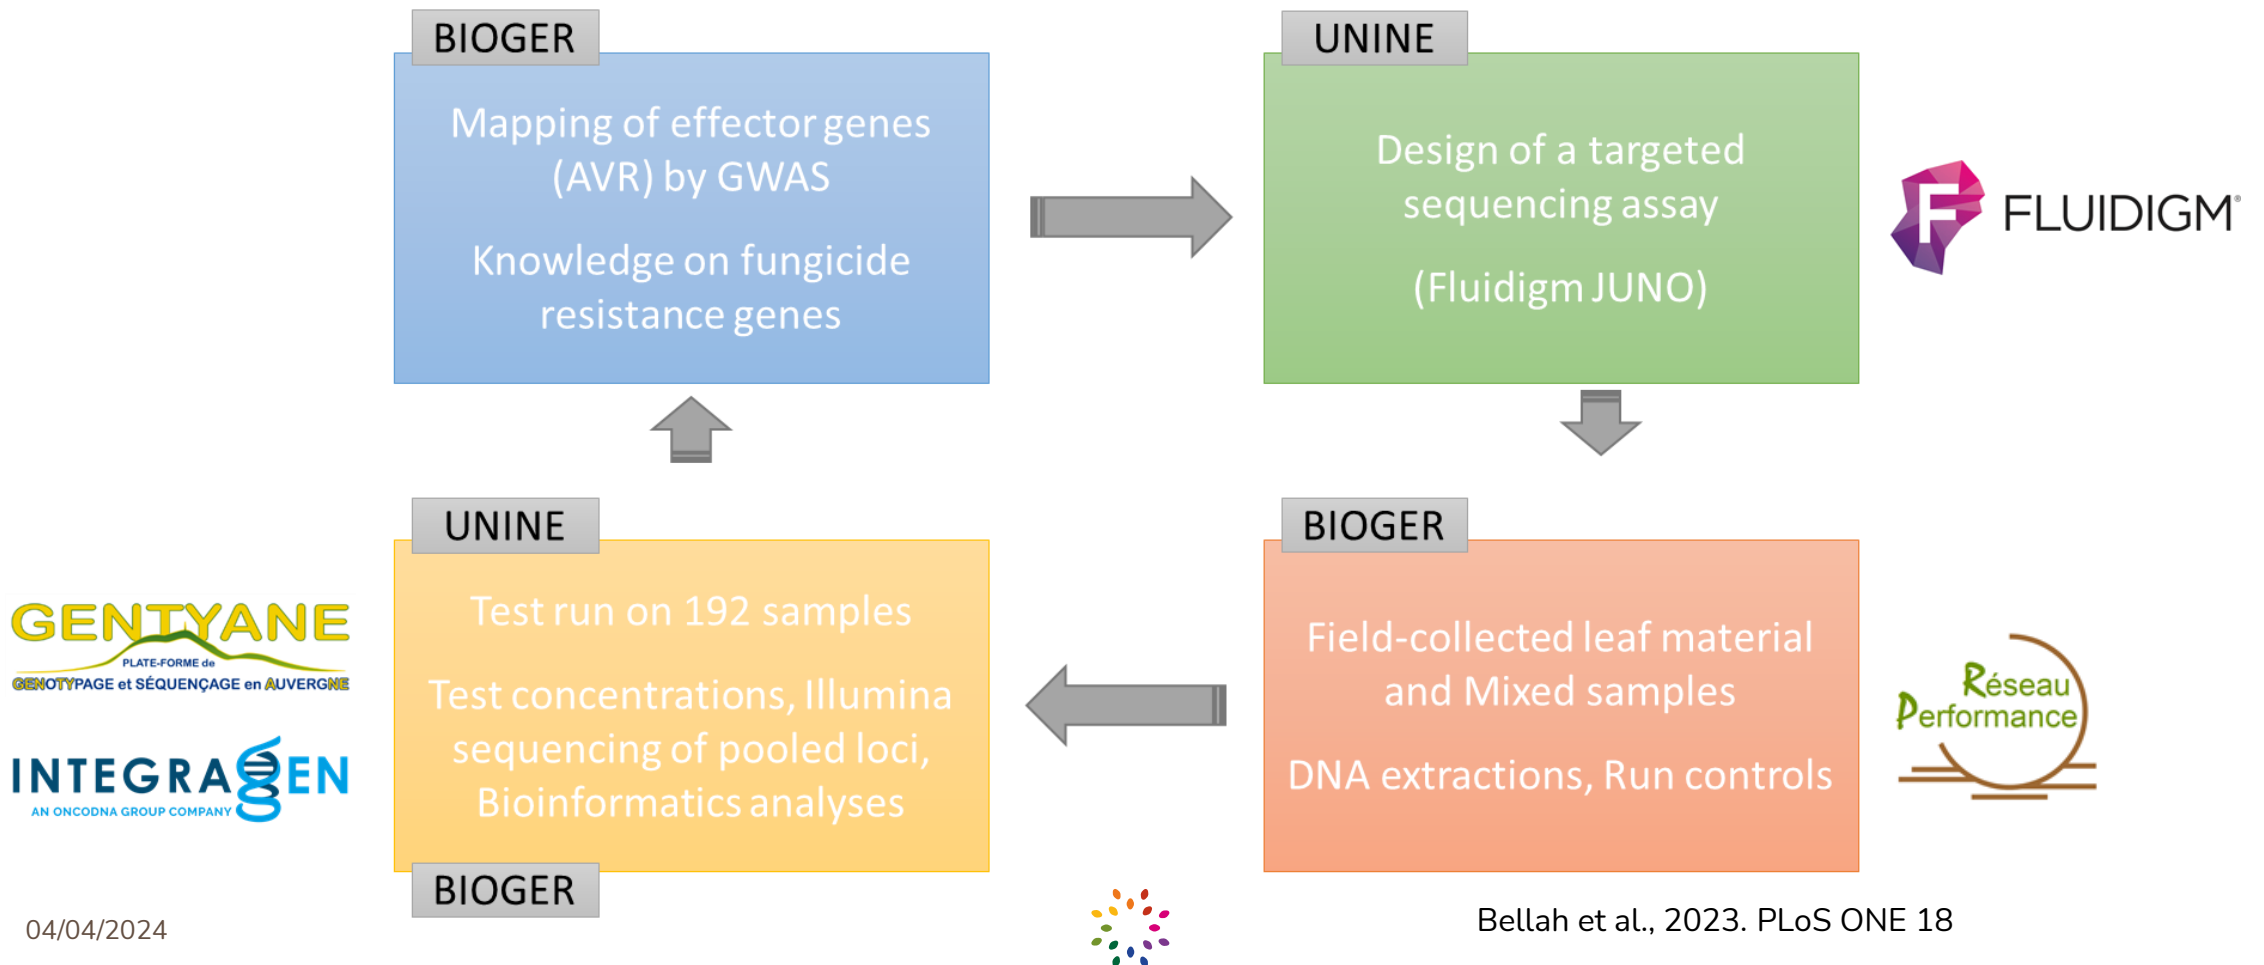 BIOGER
Mapping of effector genes
(AVR) by GWAS
Knowledge on fungicide
resistance genes
UNINE
Design of a targeted
sequencing assay
(Fluidigm JUNO)
F FLUIDIGM®
BIOGER
Field-collected leaf material
and Mixed samples
DNA extractions, Run controls
Réseau
Performance
UNINE
Test run on 192 samples
Test concentrations, Illumina
sequencing of pooled loci,
Bioinformatics analyses
BIOGER
GENTYANE
PLATE-FORME de
GENOTYPAGE et SÉQUENÇAGE en AUVERGNE
INTEGRAGEN
AN ONCODNA GROUP COMPANY
04/04/2024
Bellah et al., 2023. PLoS ONE 18